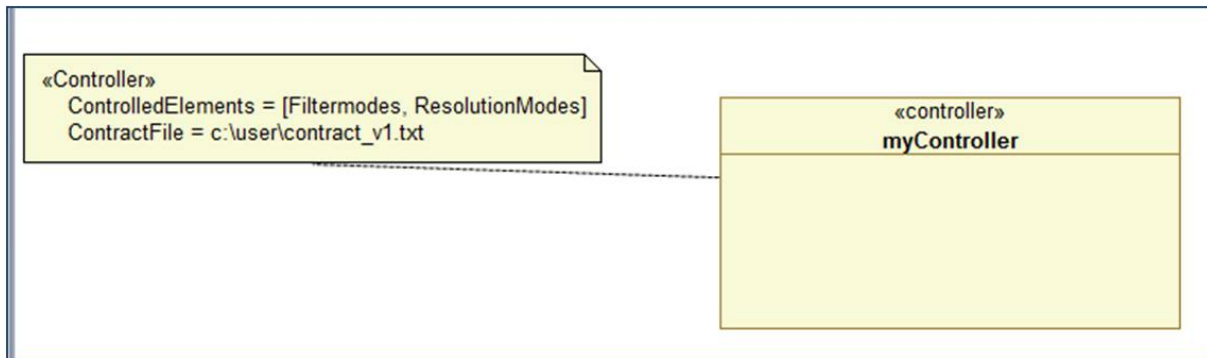 «Controller»
ControlledElements = [Filtermodes, ResolutionModes]
ContractFile = c:\user\contract_v1.txt
«controller»
myController